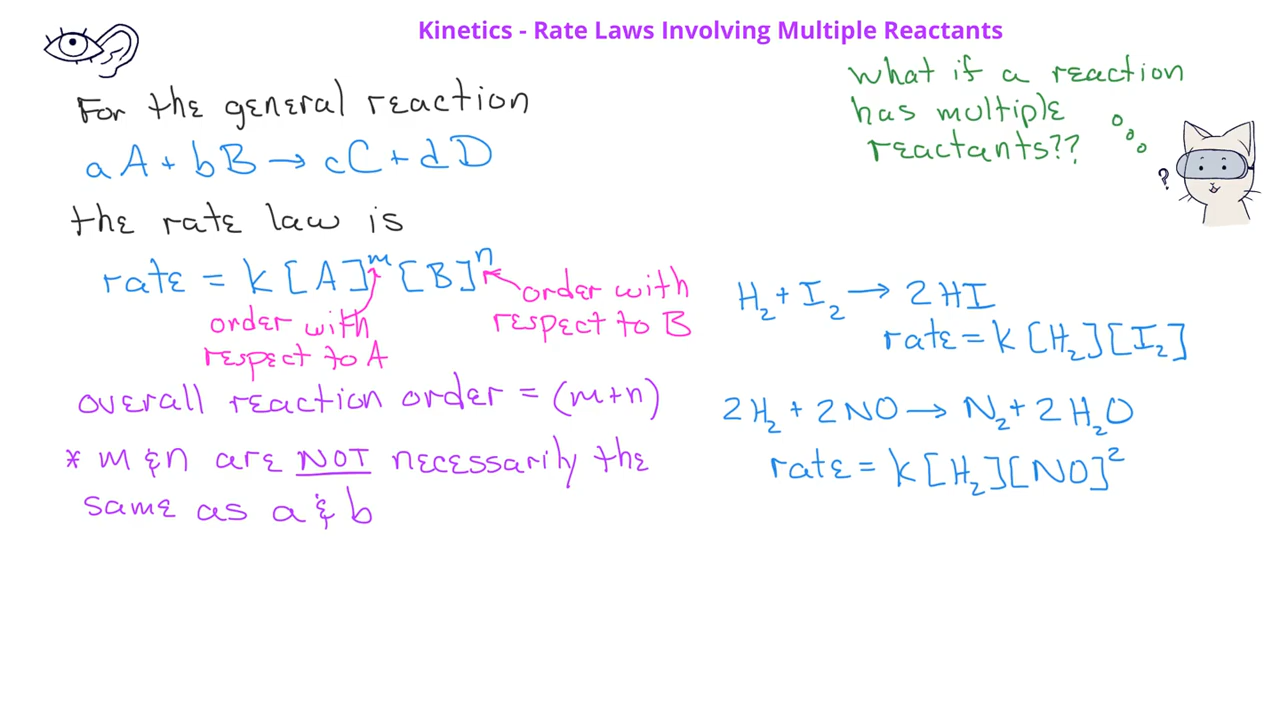 Kinetics - Rate Laws Involving Multiple Reactants
What if a reaction
has multiple
reactants??
?
For the general reaction
aA + bB → cC + dD
the rate law is
rate = k[A]ᵐ[B]ⁿ
order with
respect to A
order with
respect to B
overall reaction order = (m+n)
* m & n are NOT necessarily the
same as a & b
H₂ + I₂ → 2HI
rate = k[H₂][I₂]
2H₂ + 2NO → N₂ + 2H₂O
rate = k[H₂][NO]²